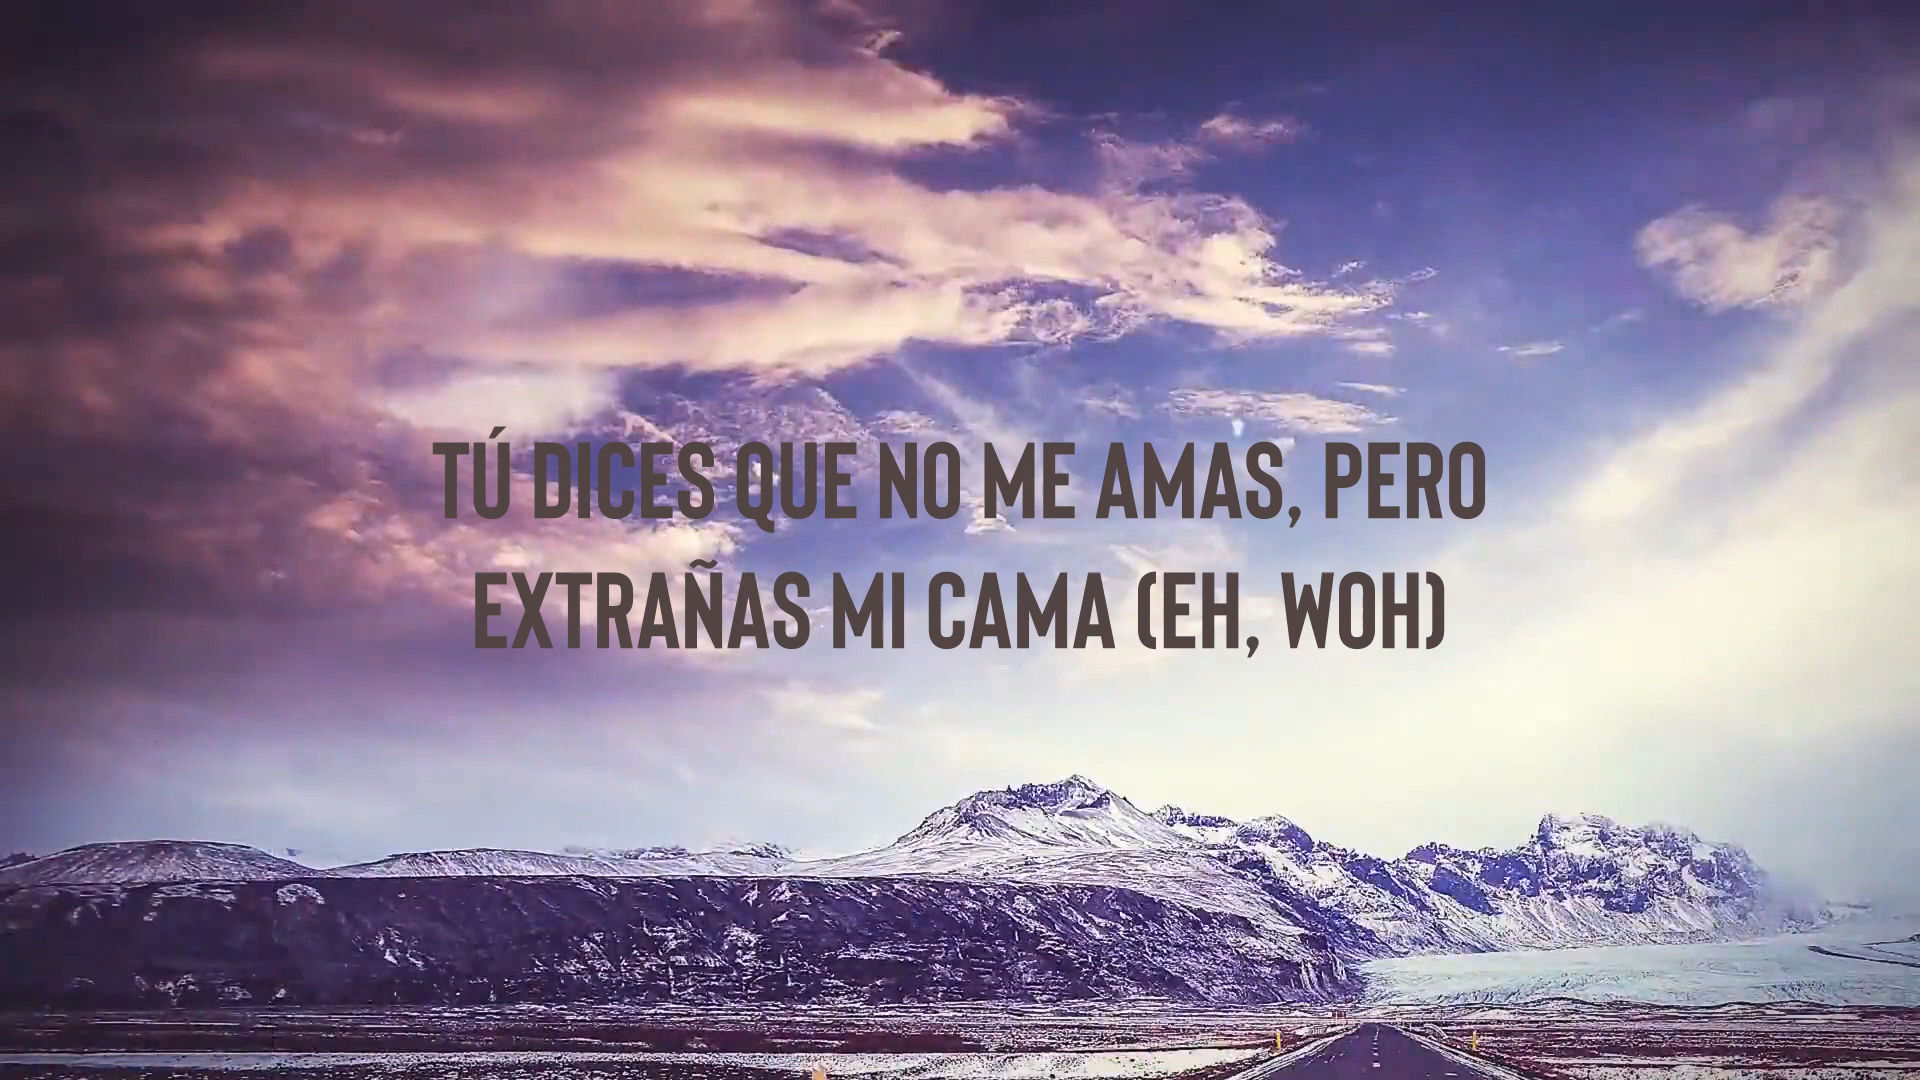 TÚ DICES QUE NO ME AMAS, PERO
EXTRAÑAS MI CAMA (EH, WOH)